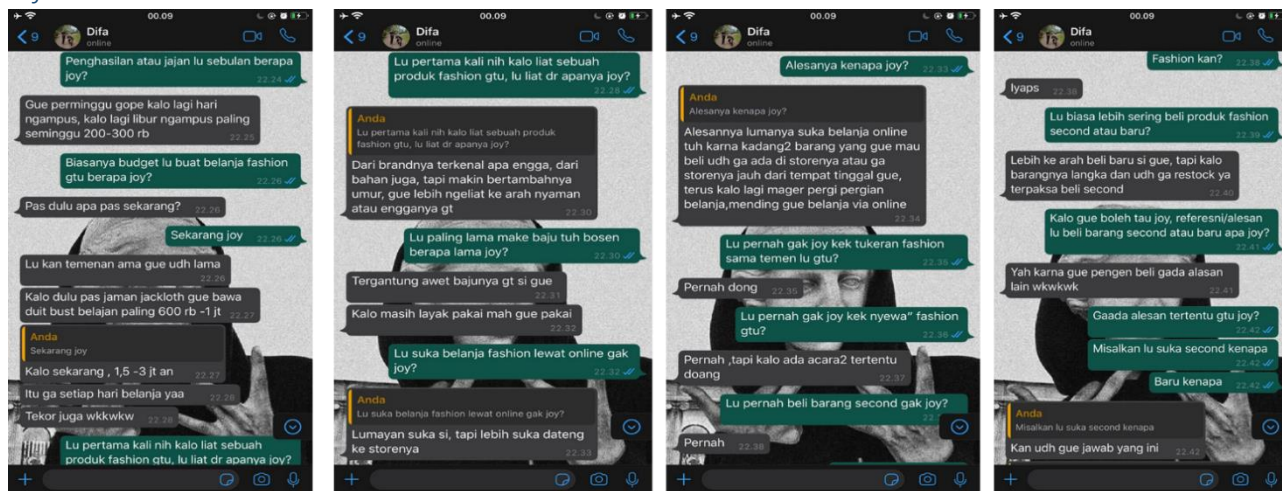 00.09
9
Difa
online
Penghasilan atau jajan lu sebulan berapa
joy?
22.24
Gue perminggu gope kalo lagi hari
ngampus, kalo lagi libur ngampus paling
seminggu 200-300 rb
22.25
Biasanya budget lu buat belanja fashion
gtu berapa joy?
22.26
Pas dulu apa pas sekarang?
22.26
Sekarang joy
22.26
Lu kan temenan ama gue udh lama
22.26
Kalo dulu pas jaman jackloth gue bawa
duit bust belajan paling 600 rb -1 jt
22.27
Anda
Sekarang joy
Kalo sekarang , 1,5 -3 jt an
22.27
Itu ga setiap hari belanja yaa
22.28
Tekor juga wkkwkw
22.28
Lu pertama kali nih kalo liat sebuah
produk fashion gtu, lu liat dr apanya joy?
00.09
9
Difa
online
Lu pertama kali nih kalo liat sebuah
produk fashion gtu, lu liat dr apanya joy?
22.28
Anda
Lu pertama kali nih kalo liat sebuah produk
fashion gtu, lu liat dr apanya joy?
Dari brandnya terkenal apa engga, dari
bahan juga, tapi makin bertambahnya
umur, gue lebih ngeliat ke arah nyaman
atau engganya gt
22.30
Lu paling lama make baju tuh bosen
berapa lama joy?
22.30
Tergantung awet bajunya gt si gue
22.31
Kalo masih layak pakai mah gue pakai
22.32
Lu suka belanja fashion lewat online gak
joy?
22.32
Anda
Lu suka belanja fashion lewat online gak joy?
Lumayan suka si, tapi lebih suka dateng
ke storenya
22.33
00.09
9
Difa
online
Alesanya kenapa joy?
22.33
Anda
Alesanya kenapa joy?
Alesannya lumanya suka belanja online
tuh karna kadang2 barang yang gue mau
beli udh ga ada di storenya atau ga
storenya jauh dari tempat tinggal gue,
terus kalo lagi mager pergi pergian
belanja,mending gue belanja via online
22.34
Lu pernah gak joy kek tukeran fashion
sama temen lu gtu?
22.35
Pernah dong
22.35
Lu pernah gak joy kek nyewa" fashion
gtu?
22.36
Pernah ,tapi kalo ada acara2 tertentu
doang
22.37
Lu pernah beli barang second gak joy?
Pernah
22.38
00.09
9
Difa
online
Fashion kan?
22.38
Iyaps
22.38
Lu biasa lebih sering beli produk fashion
second atau baru?
22.39
Lebih ke arah beli baru si gue, tapi kalo
barangnya langka dan udh ga restock ya
terpaksa beli second
22.40
Kalo gue boleh tau joy, referesni/alesan
lu beli barang second atau baru apa joy?
22.41
Yah karna gue pengen beli gada alasan
lain wkwkwk
22.41
Gaada alesan tertentu gtu joy?
22.42
Misalkan lu suka second kenapa
22.42
Baru kenapa
22.42
Anda
Misalkan lu suka second kenapa
Kan udh gue jawab yang ini
22.42